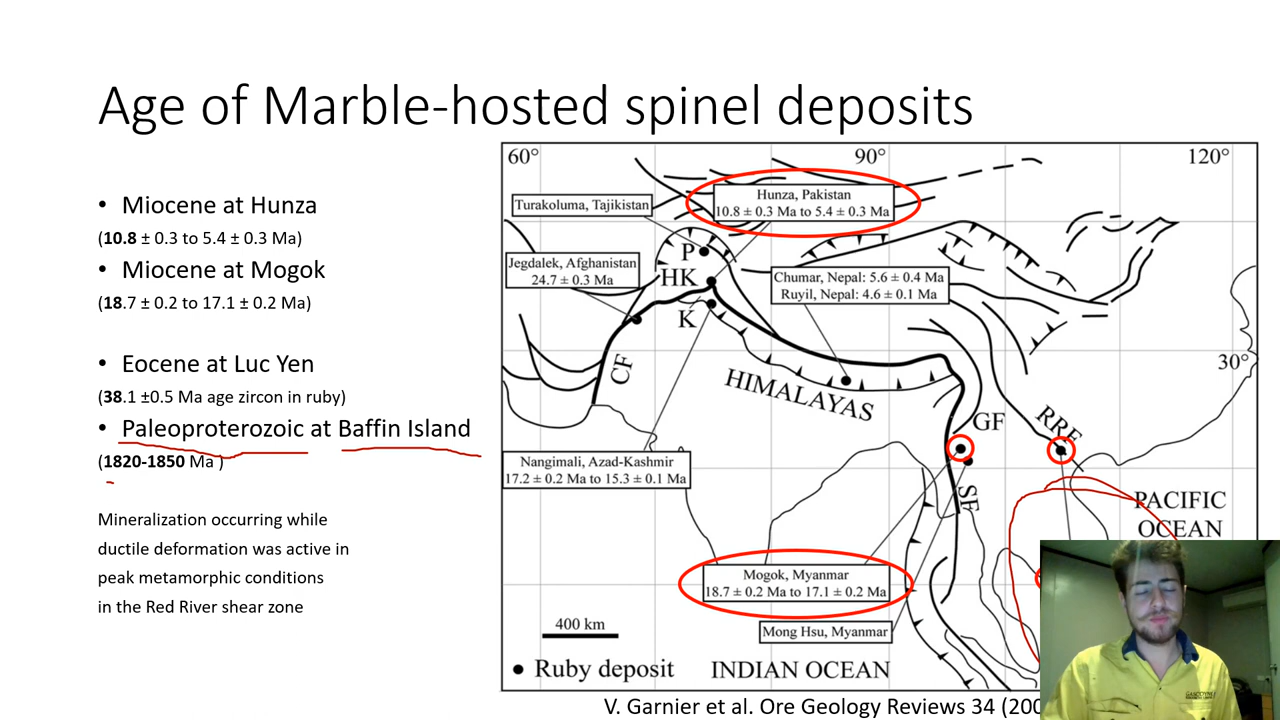 Age of Marble-hosted spinel deposits
• Miocene at Hunza
(10.8 ± 0.3 to 5.4 ± 0.3 Ma)
• Miocene at Mogok
(18.7 ± 0.2 to 17.1 ± 0.2 Ma)
• Eocene at Luc Yen
(38.1 ±0.5 Ma age zircon in ruby)
• Paleoproterozoic at Baffin Island
(1820-1850 Ma )
Mineralization occurring while
ductile deformation was active in
peak metamorphic conditions
in the Red River shear zone
60°
90°
120°
Turakoluma, Tajikistan
Hunza, Pakistan
10.8 ± 0.3 Ma to 5.4 ± 0.3 Ma
Jegdalek, Afghanistan
24.7 ± 0.3 Ma
P
HK
K
Chumar, Nepal: 5.6 ± 0.4 Ma
Ruyil, Nepal: 4.6 ± 0.1 Ma
30°
CF
HIMALAYAS
GF
RRF
Nangimali, Azad-Kashmir
17.2 ± 0.2 Ma to 15.3 ± 0.1 Ma
SF
PACIFIC
OCEAN
Mogok, Myanmar
18.7 ± 0.2 Ma to 17.1 ± 0.2 Ma
Mong Hsu, Myanmar
400 km
• Ruby deposit
INDIAN OCEAN
V. Garnier et al. Ore Geology Reviews 34